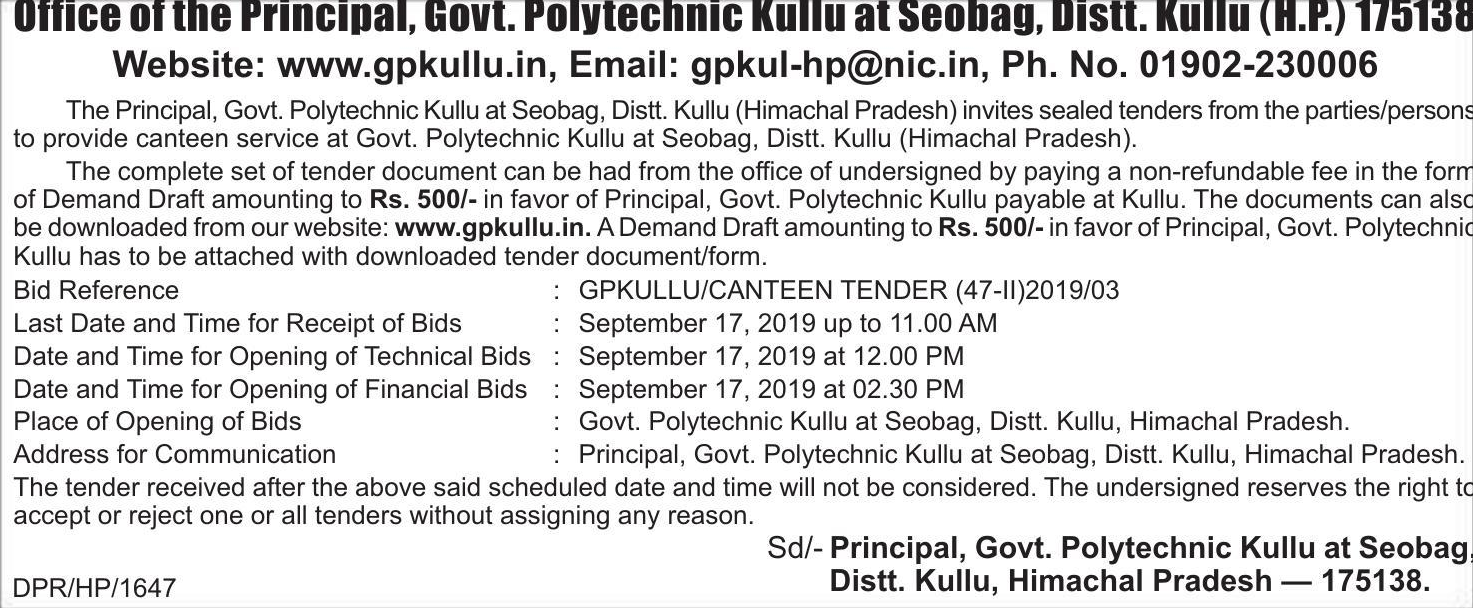 Office of the Principal, Govt. Polytechnic Kullu at Seobag, Distt. Kullu (H.P.) 175138
Website: www.gpkullu.in, Email: gpkul-hp@nic.in, Ph. No. 01902-230006
The Principal, Govt. Polytechnic Kullu at Seobag, Distt. Kullu (Himachal Pradesh) invites sealed tenders from the parties/persons
to provide canteen service at Govt. Polytechnic Kullu at Seobag, Distt. Kullu (Himachal Pradesh).
The complete set of tender document can be had from the office of undersigned by paying a non-refundable fee in the form
of Demand Draft amounting to Rs. 500/- in favor of Principal, Govt. Polytechnic Kullu payable at Kullu. The documents can also
be downloaded from our website: www.gpkullu.in. A Demand Draft amounting to Rs. 500/- in favor of Principal, Govt. Polytechnic
Kullu has to be attached with downloaded tender document/form.
Bid Reference : GPKULLU/CANTEEN TENDER (47-II)2019/03
Last Date and Time for Receipt of Bids : September 17, 2019 up to 11.00 AM
Date and Time for Opening of Technical Bids : September 17, 2019 at 12.00 PM
Date and Time for Opening of Financial Bids : September 17, 2019 at 02.30 PM
Place of Opening of Bids : Govt. Polytechnic Kullu at Seobag, Distt. Kullu, Himachal Pradesh.
Address for Communication : Principal, Govt. Polytechnic Kullu at Seobag, Distt. Kullu, Himachal Pradesh.
The tender received after the above said scheduled date and time will not be considered. The undersigned reserves the right to
accept or reject one or all tenders without assigning any reason.
Sd/- Principal, Govt. Polytechnic Kullu at Seobag,
Distt. Kullu, Himachal Pradesh — 175138.
DPR/HP/1647